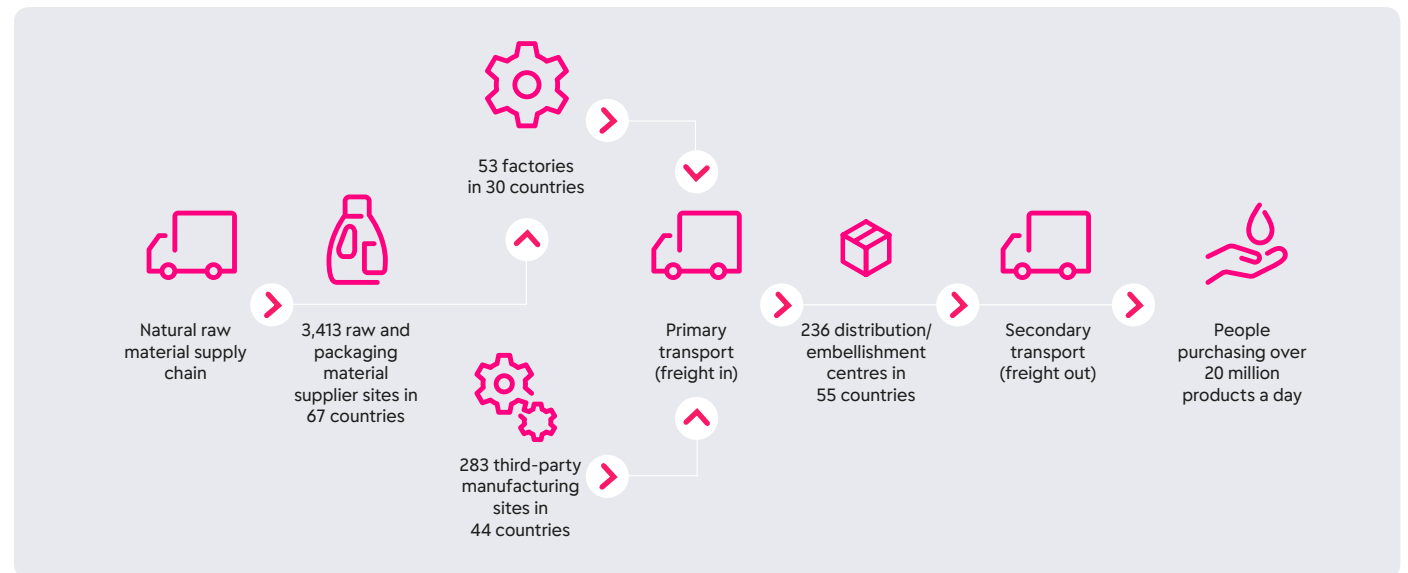 53 factories
in 30 countries
Natural raw
material supply
chain
3,413 raw and
packaging
material
supplier sites in
67 countries
283 third-party
manufacturing
sites in
44 countries
Primary
transport
(freight in)
236 distribution/
embellishment
centres in
55 countries
Secondary
transport
(freight out)
People
purchasing over
20 million
products a day